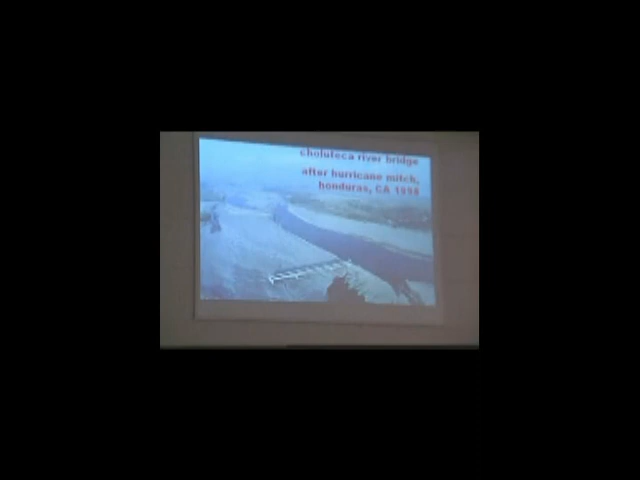 choluteca river bridge
after hurricane mitch,
honduras, CA 1998